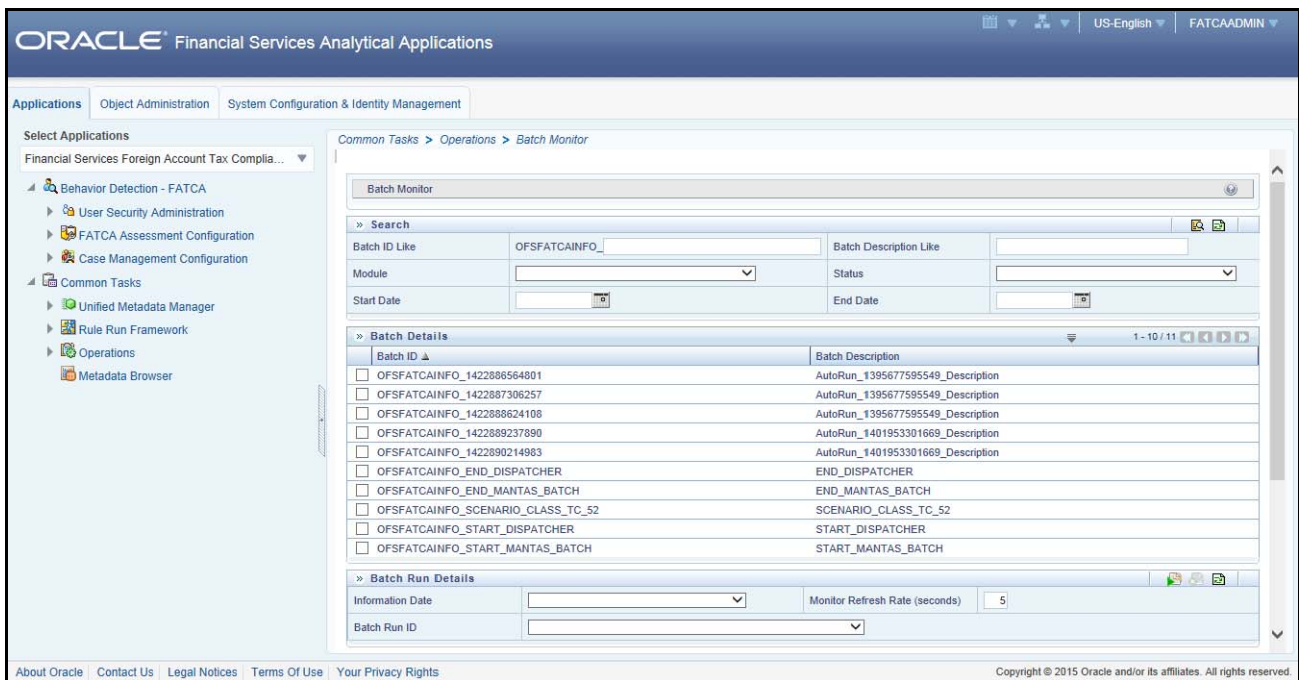 US-English FATCAADMIN
ORACLE® Financial Services Analytical Applications
Applications Object Administration System Configuration & Identity Management
Select Applications
Financial Services Foreign Account Tax Complia...
Behavior Detection - FATCA
User Security Administration
FATCA Assessment Configuration
Case Management Configuration
Common Tasks
Unified Metadata Manager
Rule Run Framework
Operations
Metadata Browser
Common Tasks > Operations > Batch Monitor
Batch Monitor
» Search
Batch ID Like OFSFATCAINFO_ Batch Description Like
Module Status
Start Date End Date
» Batch Details 1 - 10 / 11
Batch ID Batch Description
OFSFATCAINFO_1422886564801 AutoRun_1395677595549_Description
OFSFATCAINFO_1422887306257 AutoRun_1395677595549_Description
OFSFATCAINFO_1422888624108 AutoRun_1395677595549_Description
OFSFATCAINFO_1422889237890 AutoRun_1401953301669_Description
OFSFATCAINFO_1422890214983 AutoRun_1401953301669_Description
OFSFATCAINFO_END_DISPATCHER END_DISPATCHER
OFSFATCAINFO_END_MANTAS_BATCH END_MANTAS_BATCH
OFSFATCAINFO_SCENARIO_CLASS_TC_52 SCENARIO_CLASS_TC_52
OFSFATCAINFO_START_DISPATCHER START_DISPATCHER
OFSFATCAINFO_START_MANTAS_BATCH START_MANTAS_BATCH
» Batch Run Details
Information Date Monitor Refresh Rate (seconds) 5
Batch Run ID
About Oracle Contact Us Legal Notices Terms Of Use Your Privacy Rights Copyright © 2015 Oracle and/or its affiliates. All rights reserved.